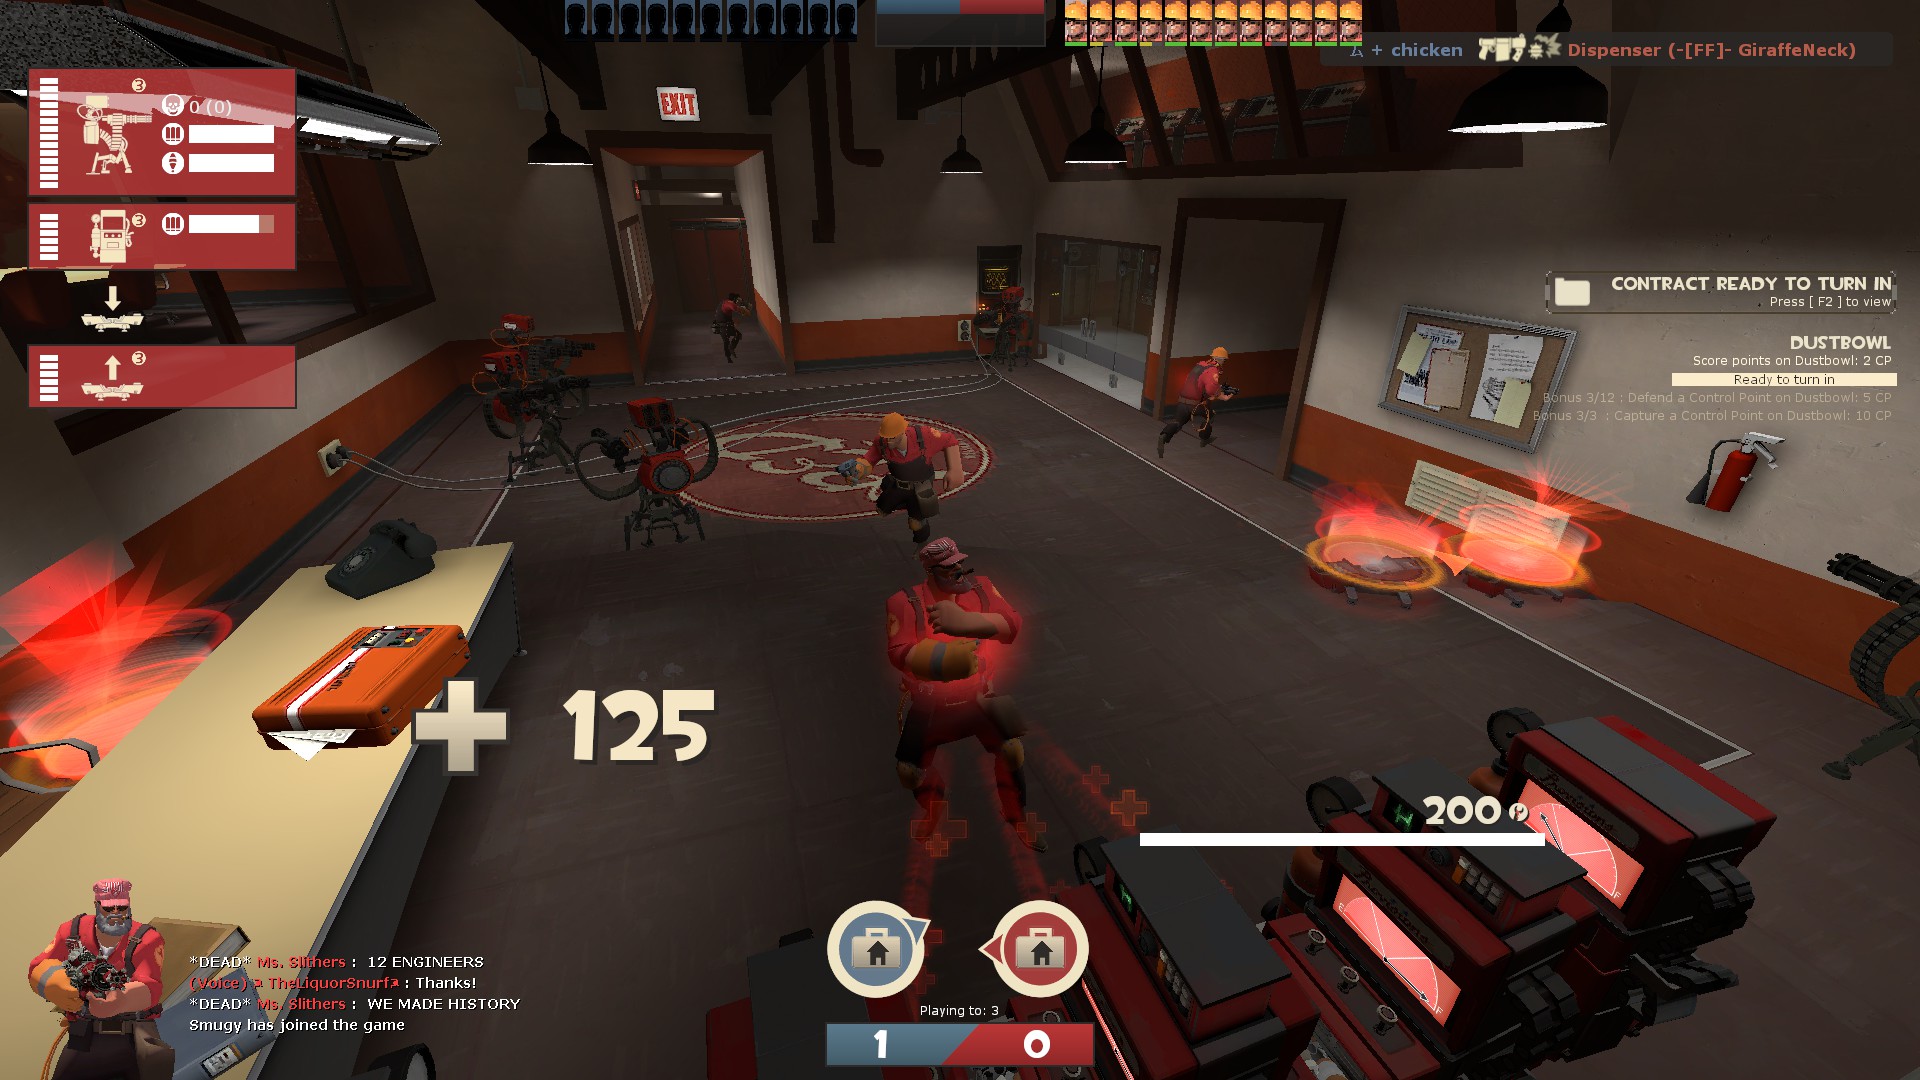 EXIT
+ chicken Dispenser (-[FF]- GiraffeNeck)
3
0 (0)
3
3
CONTRACT READY TO TURN IN
Press [ F2 ] to view
DUSTBOWL
Score points on Dustbowl: 2 CP
Ready to turn in
Bonus 3/12 : Defend a Control Point on Dustbowl: 5 CP
Bonus 3/3 : Capture a Control Point on Dustbowl: 10 CP
125
200
*DEAD* Ms. Slithers : 12 ENGINEERS
(Voice) TheLiquorSnurf : Thanks!
*DEAD* Ms. Slithers : WE MADE HISTORY
Smugy has joined the game
Playing to: 3
1 0